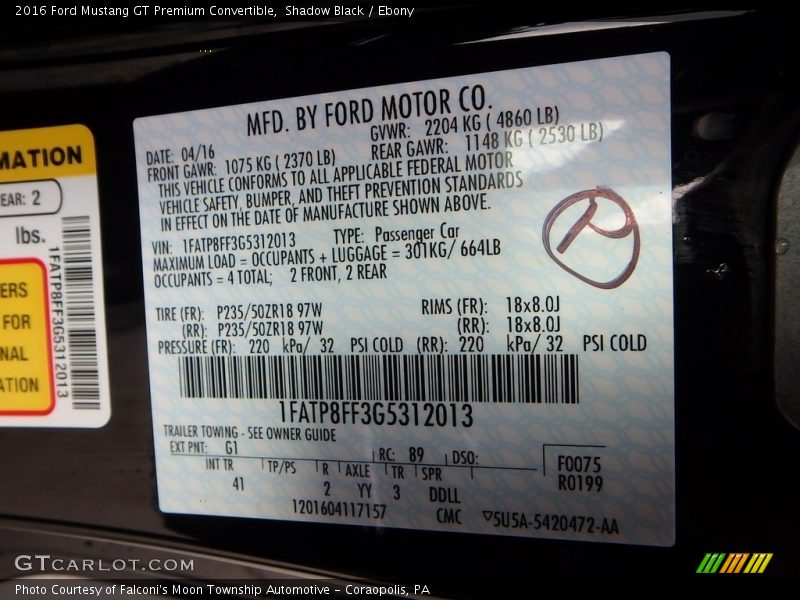 2016 Ford Mustang GT Premium Convertible, Shadow Black / Ebony
MATION
EAR: 2
lbs.
1FATP8FF3G5312013
ERS
FOR
NAL
ATION
MFD. BY FORD MOTOR CO.
DATE: 04/16 GVWR: 2204 KG ( 4860 LB)
FRONT GAWR: 1075 KG ( 2370 LB) REAR GAWR: 1148 KG ( 2530 LB)
THIS VEHICLE CONFORMS TO ALL APPLICABLE FEDERAL MOTOR
VEHICLE SAFETY, BUMPER, AND THEFT PREVENTION STANDARDS
IN EFFECT ON THE DATE OF MANUFACTURE SHOWN ABOVE.
VIN: 1FATP8FF3G5312013 TYPE: Passenger Car
MAXIMUM LOAD = OCCUPANTS + LUGGAGE = 301KG/ 664LB
OCCUPANTS = 4 TOTAL; 2 FRONT, 2 REAR
TIRE (FR): P235/50ZR18 97W RIMS (FR): 18x8.0J
(RR): P235/50ZR18 97W (RR): 18x8.0J
PRESSURE (FR): 220 kPa/ 32 PSI COLD (RR): 220 kPa/ 32 PSI COLD
1FATP8FF3G5312013
TRAILER TOWING - SEE OWNER GUIDE
EXT PNT: G1 RC: 89 DSO: F0075
INT TR TP/PS R AXLE TR SPR R0199
41 2 YY 3 DDLL
1201604117157 CMC ▽5U5A-5420472-AA
GTCARLOT.COM
Photo Courtesy of Falconi's Moon Township Automotive - Coraopolis, PA